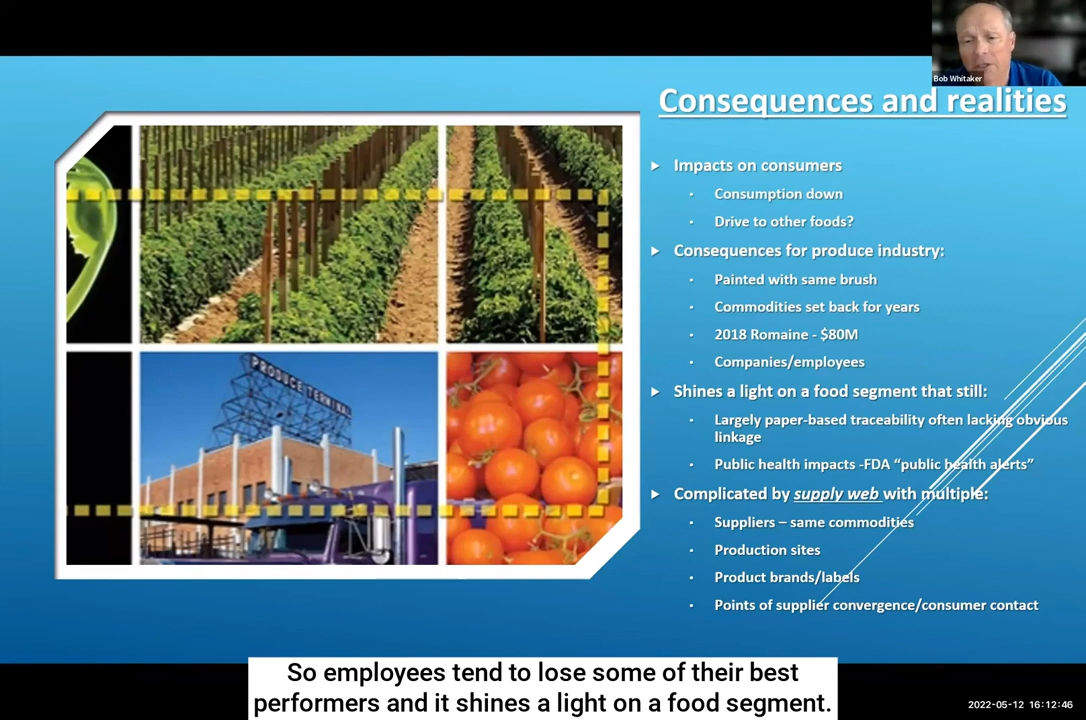 Bob Whitaker
Consequences and realities
Impacts on consumers
Consumption down
Drive to other foods?
Consequences for produce industry:
Painted with same brush
Commodities set back for years
2018 Romaine - $80M
Companies/employees
Shines a light on a food segment that still:
Largely paper-based traceability often lacking obvious
linkage
Public health impacts -FDA “public health alerts”
Complicated by supply web with multiple:
Suppliers – same commodities
Production sites
Product brands/labels
Points of supplier convergence/consumer contact
PRODUCE TERMINAL
So employees tend to lose some of their best
performers and it shines a light on a food segment.
2022-05-12 16:12:46